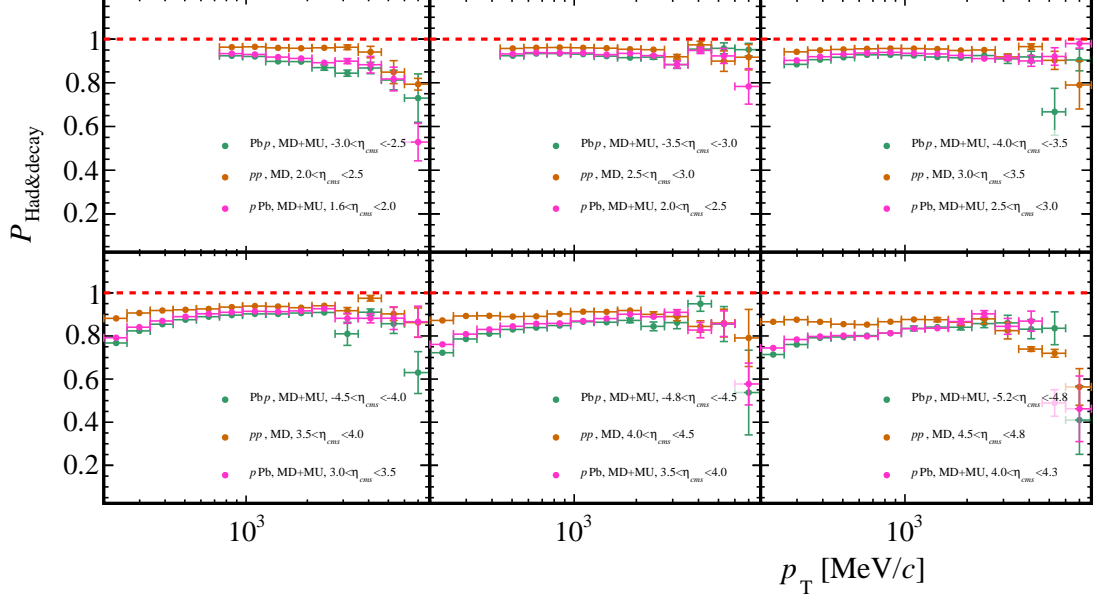 P_Had&decay
1
0.8
0.6
0.4
0.2
Pbp, MD+MU, -3.0<η_cms<-2.5
pp, MD, 2.0<η_cms<2.5
pPb, MD+MU, 1.6<η_cms<2.0
Pbp, MD+MU, -3.5<η_cms<-3.0
pp, MD, 2.5<η_cms<3.0
pPb, MD+MU, 2.0<η_cms<2.5
Pbp, MD+MU, -4.0<η_cms<-3.5
pp, MD, 3.0<η_cms<3.5
pPb, MD+MU, 2.5<η_cms<3.0
1
0.8
0.6
0.4
0.2
Pbp, MD+MU, -4.5<η_cms<-4.0
pp, MD, 3.5<η_cms<4.0
pPb, MD+MU, 3.0<η_cms<3.5
Pbp, MD+MU, -4.8<η_cms<-4.5
pp, MD, 4.0<η_cms<4.5
pPb, MD+MU, 3.5<η_cms<4.0
Pbp, MD+MU, -5.2<η_cms<-4.8
pp, MD, 4.5<η_cms<4.8
pPb, MD+MU, 4.0<η_cms<4.3
10³ 10³ 10³
p_T [MeV/c]